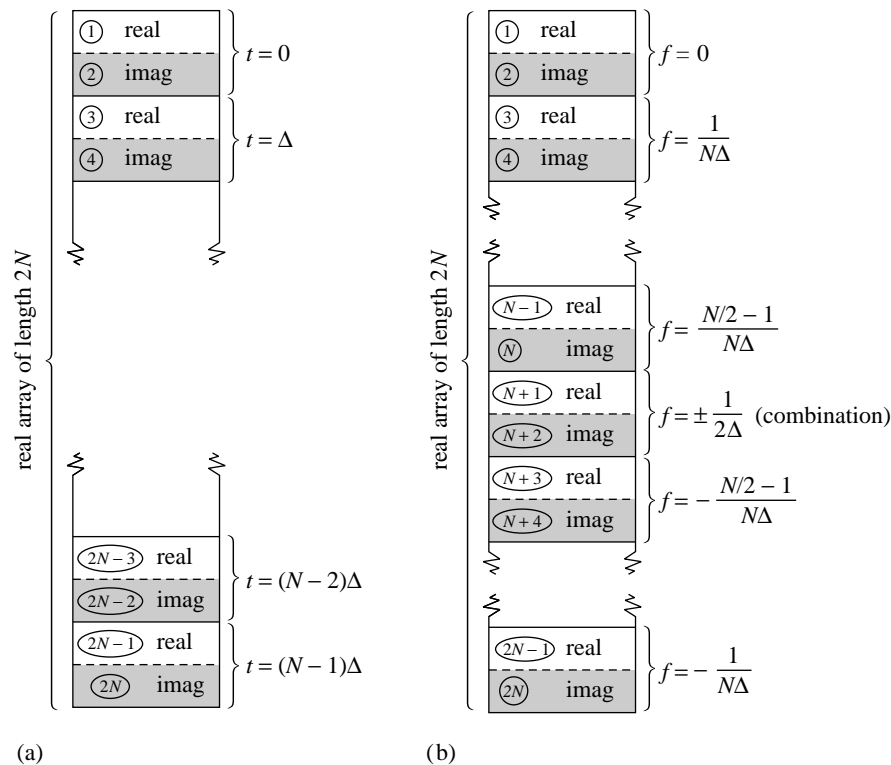 real array of length 2N
1 real
2 imag
t = 0
3 real
4 imag
t = Δ
2N − 3 real
2N − 2 imag
t = (N − 2)Δ
2N − 1 real
2N imag
t = (N − 1)Δ
(a)
real array of length 2N
1 real
2 imag
f = 0
3 real
4 imag
f = 1/NΔ
N − 1 real
N imag
f = N/2 − 1/NΔ
N + 1 real
N + 2 imag
f = ± 1/2Δ (combination)
N + 3 real
N + 4 imag
f = − N/2 − 1/NΔ
2N − 1 real
2N imag
f = − 1/NΔ
(b)